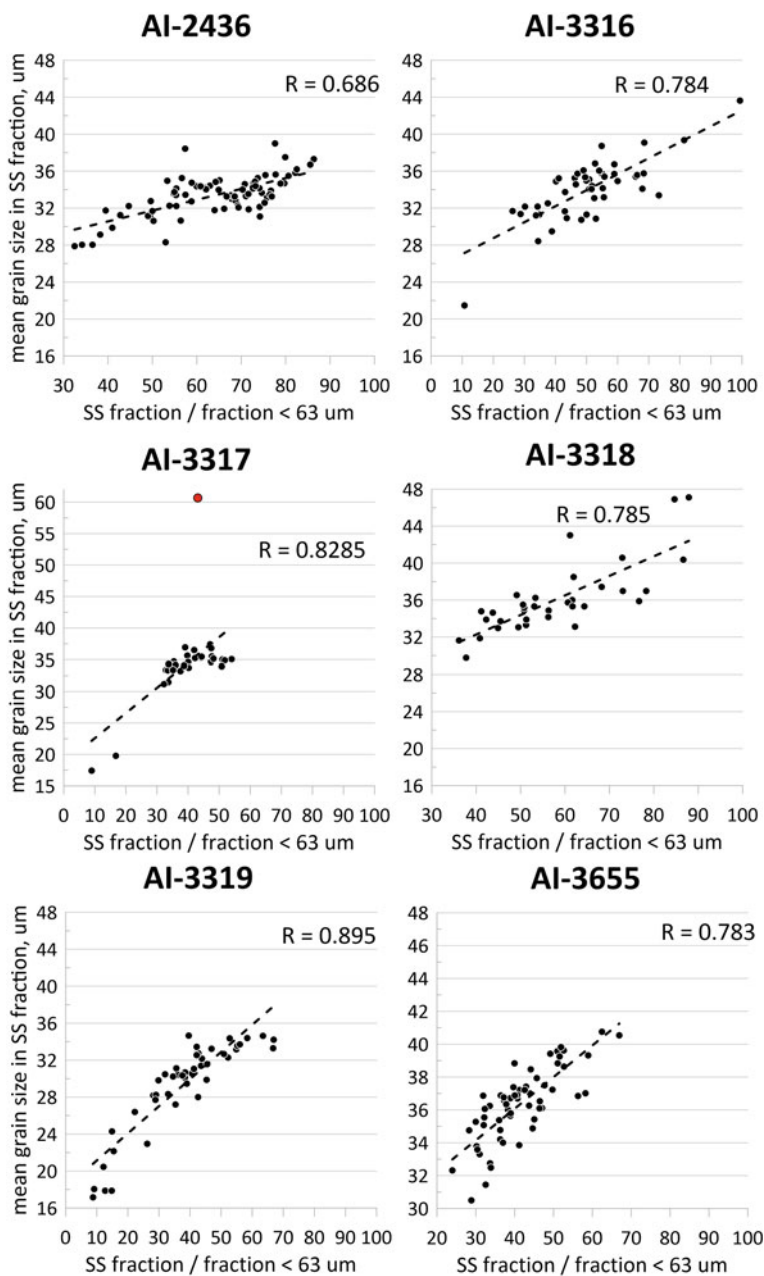 AI-2436
mean grain size in SS fraction, um
48
44
40
36
32
28
24
20
16
R = 0.686
30 40 50 60 70 80 90 100
SS fraction / fraction < 63 um
AI-3316
48
44
40
36
32
28
24
20
16
R = 0.784
0 10 20 30 40 50 60 70 80 90 100
SS fraction / fraction < 63 um
AI-3317
mean grain size in SS fraction, um
60
55
50
45
40
35
30
25
20
15
R = 0.8285
0 10 20 30 40 50 60 70 80 90 100
SS fraction / fraction < 63 um
AI-3318
48
44
40
36
32
28
24
20
16
R = 0.785
30 40 50 60 70 80 90 100
SS fraction / fraction < 63 um
AI-3319
mean grain size in SS fraction, um
48
44
40
36
32
28
24
20
16
R = 0.895
0 10 20 30 40 50 60 70 80 90 100
SS fraction / fraction < 63 um
AI-3655
48
46
44
42
40
38
36
34
32
30
R = 0.783
20 30 40 50 60 70 80 90 100
SS fraction / fraction < 63 um